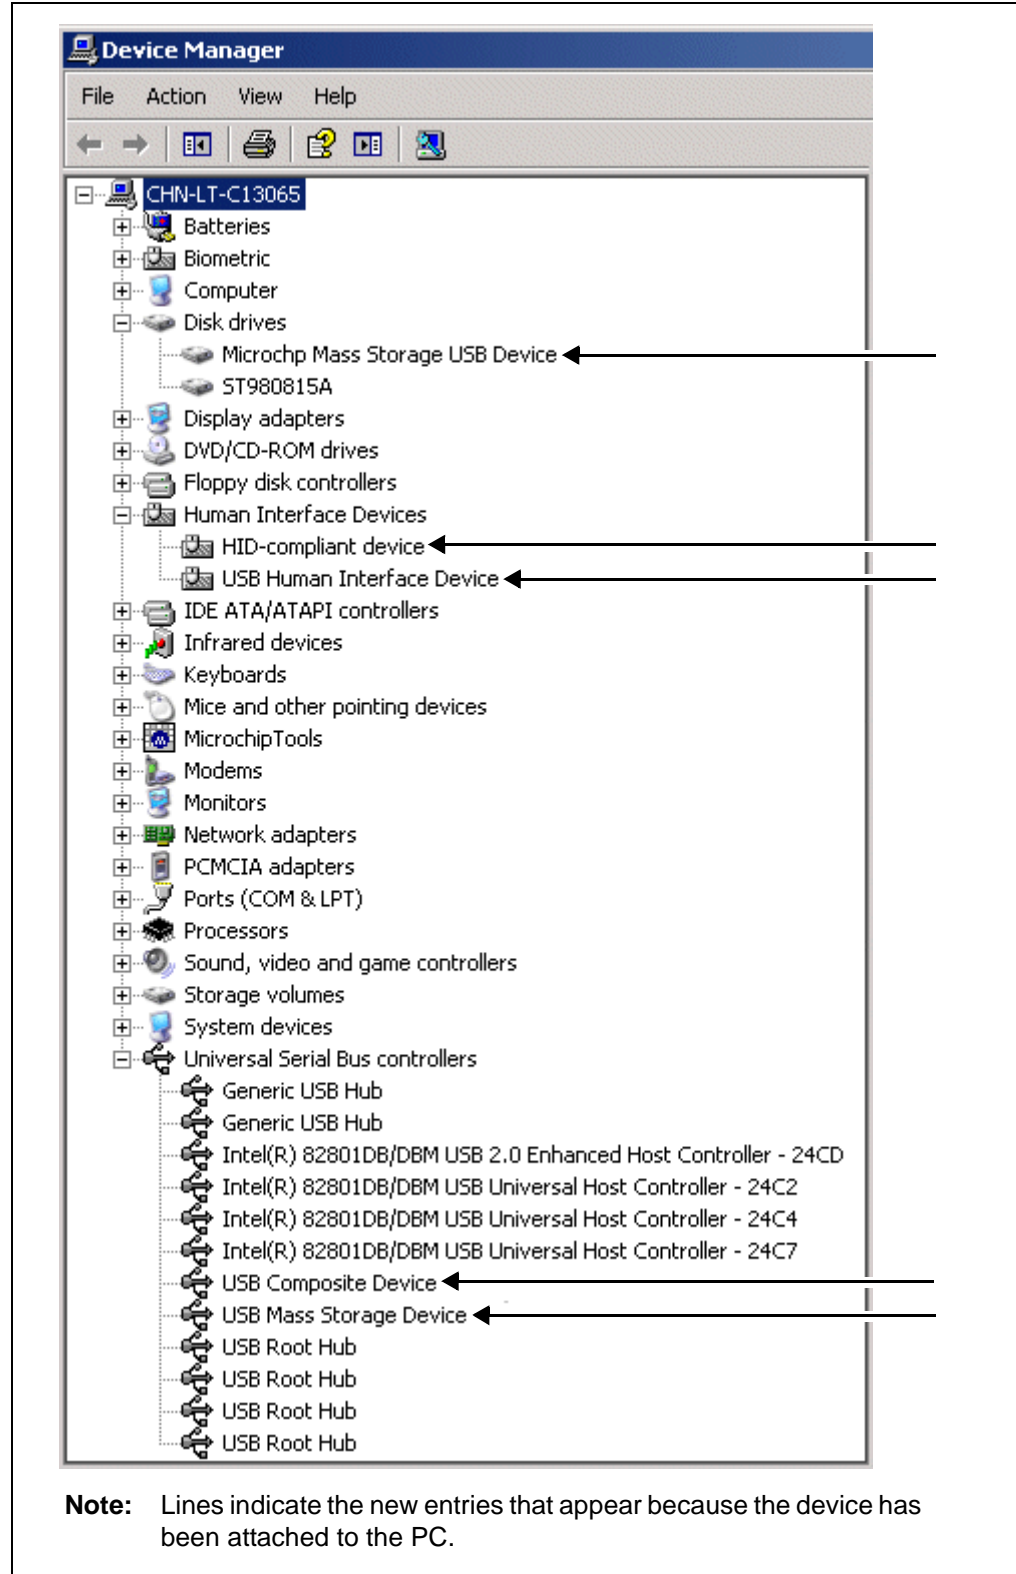 Device Manager
File Action View Help
CHN-LT-C13065
Batteries
Biometric
Computer
Disk drives
Microchp Mass Storage USB Device
ST980815A
Display adapters
DVD/CD-ROM drives
Floppy disk controllers
Human Interface Devices
HID-compliant device
USB Human Interface Device
IDE ATA/ATAPI controllers
Infrared devices
Keyboards
Mice and other pointing devices
MicrochipTools
Modems
Monitors
Network adapters
PCMCIA adapters
Ports (COM & LPT)
Processors
Sound, video and game controllers
Storage volumes
System devices
Universal Serial Bus controllers
Generic USB Hub
Generic USB Hub
Intel(R) 82801DB/DBM USB 2.0 Enhanced Host Controller - 24CD
Intel(R) 82801DB/DBM USB Universal Host Controller - 24C2
Intel(R) 82801DB/DBM USB Universal Host Controller - 24C4
Intel(R) 82801DB/DBM USB Universal Host Controller - 24C7
USB Composite Device
USB Mass Storage Device
USB Root Hub
USB Root Hub
USB Root Hub
USB Root Hub
Note: Lines indicate the new entries that appear because the device has
been attached to the PC.